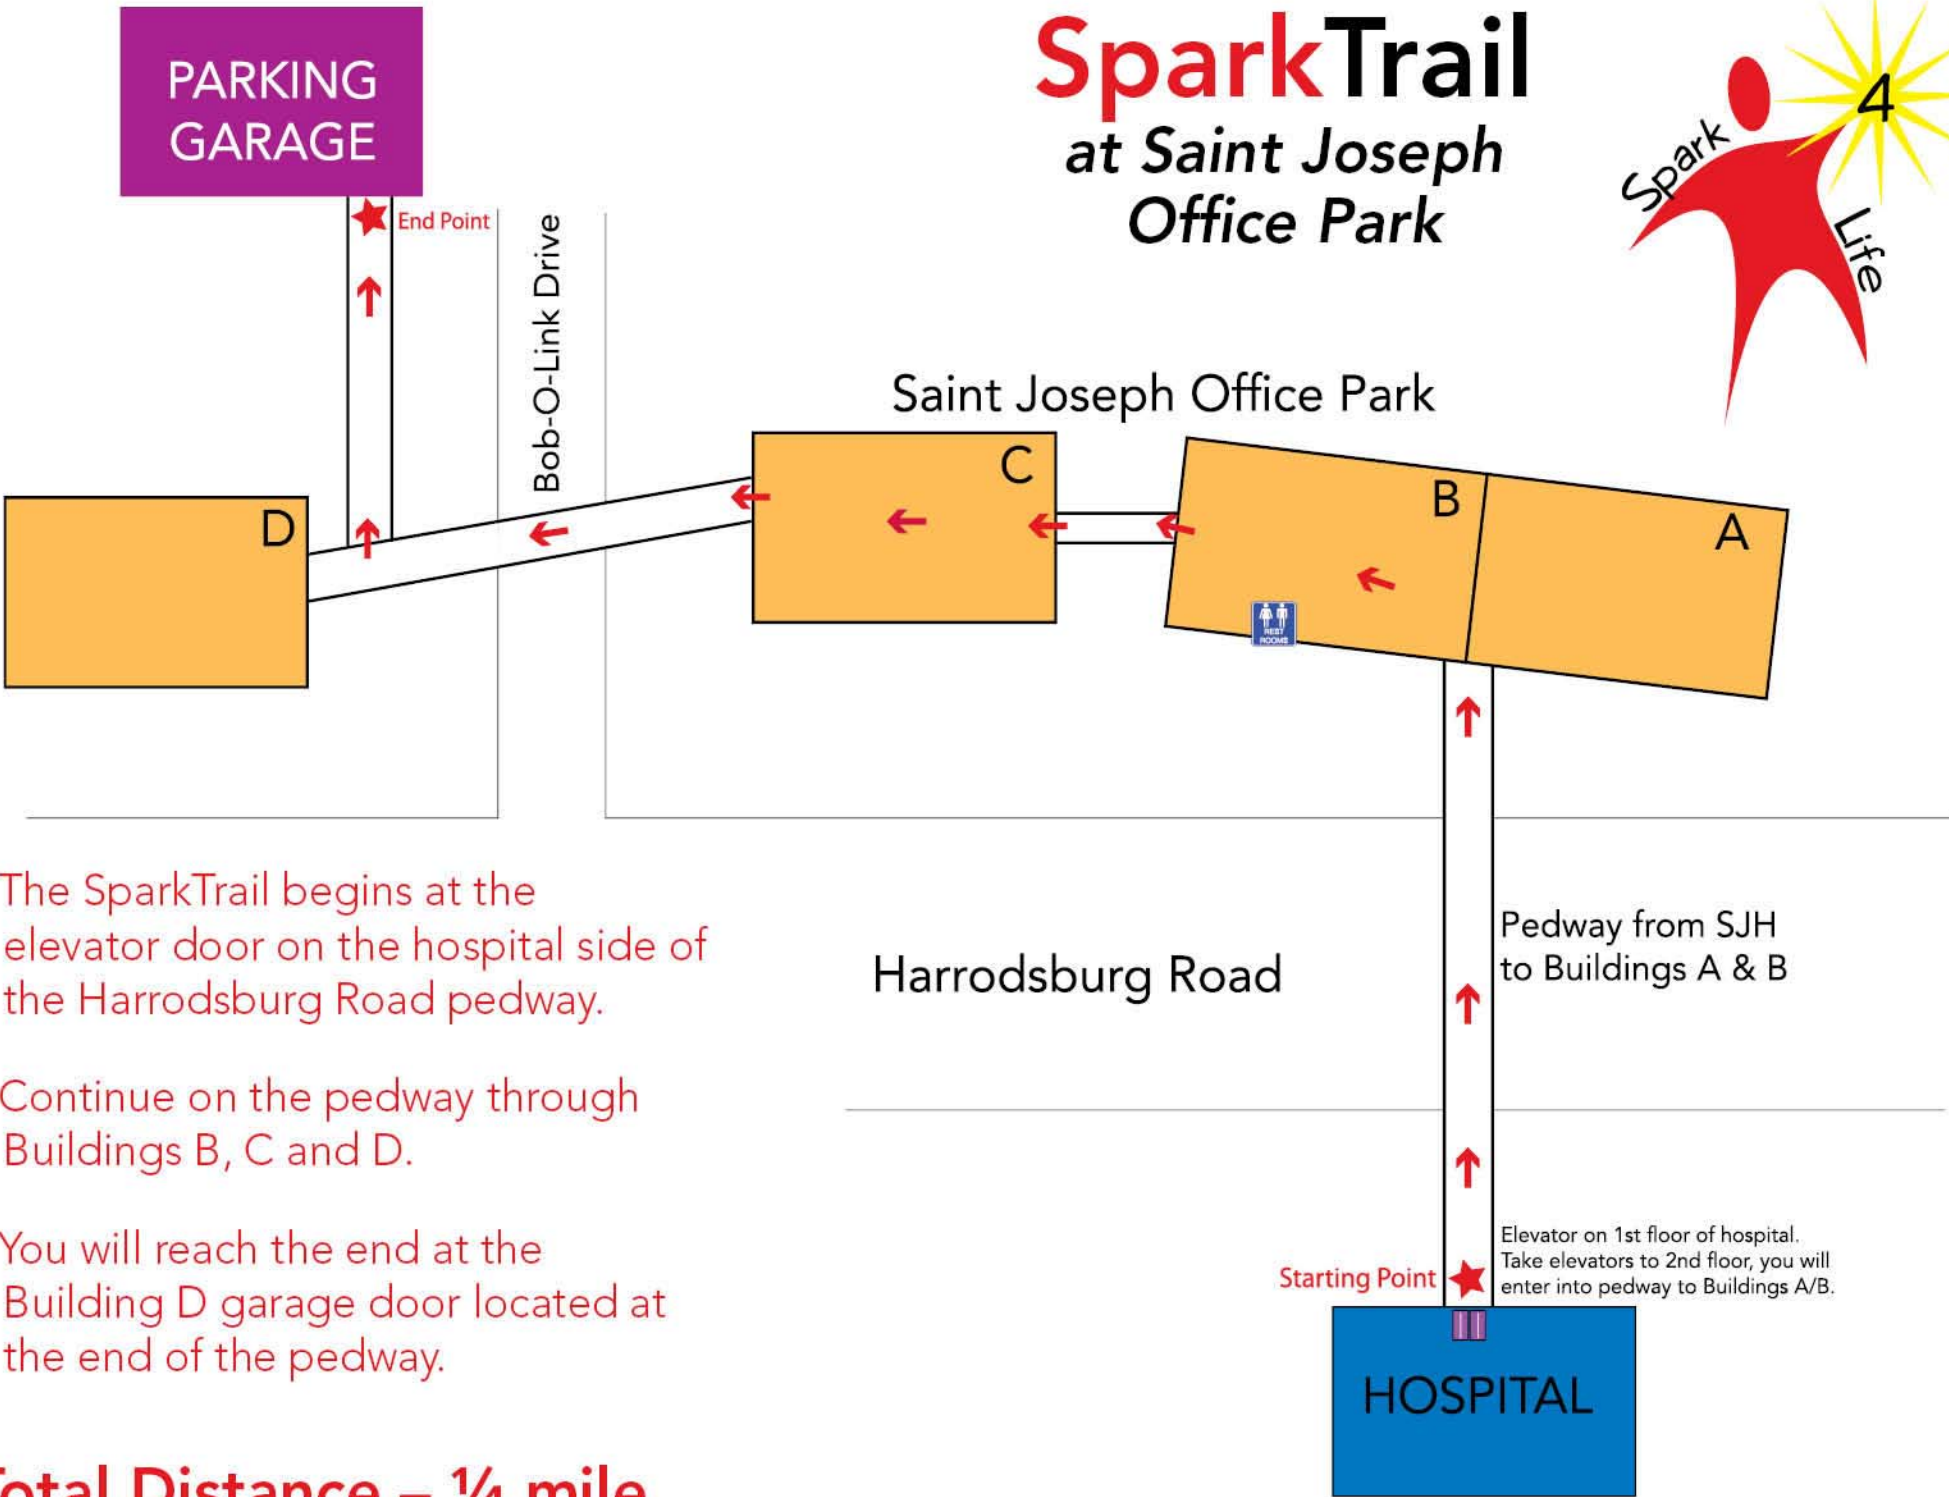 PARKING
GARAGE
SparkTrail
at Saint Joseph
Office Park
Spark
4
Life
End Point
Bob-O-Link Drive
Saint Joseph Office Park
D
C
B
A
REST
ROOMS
The SparkTrail begins at the
elevator door on the hospital side of
the Harrodsburg Road pedway.
Continue on the pedway through
Buildings B, C and D.
You will reach the end at the
Building D garage door located at
the end of the pedway.
Total Distance – ¼ mile
Harrodsburg Road
Pedway from SJH
to Buildings A & B
Starting Point
Elevator on 1st floor of hospital.
Take elevators to 2nd floor, you will
enter into pedway to Buildings A/B.
HOSPITAL